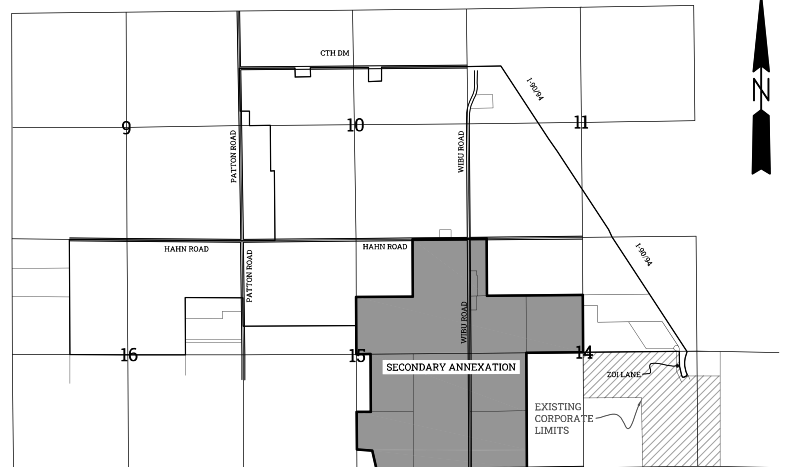 CTH DM
N
I-90/94
9
10
11
PATTON ROAD
WIBU ROAD
HAHN ROAD
HAHN ROAD
I-90/94
PATTON ROAD
WIBU ROAD
16
15
14
SECONDARY ANNEXATION
ZOI LANE
EXISTING
CORPORATE
LIMITS